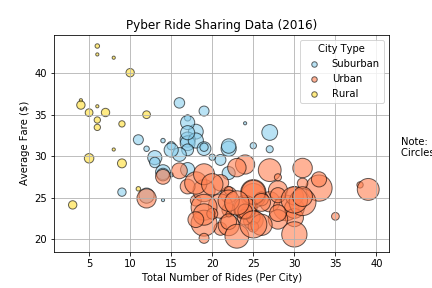 Pyber Ride Sharing Data (2016)
City Type
Suburban
Urban
Rural
Average Fare ($)
40
35
30
25
20
5
10
15
20
25
30
35
40
Total Number of Rides (Per City)
Note:
Circles